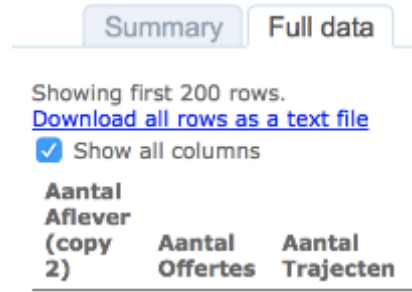 Summary Full data
Showing first 200 rows.
Download all rows as a text file
Show all columns
Aantal
Aflever
(copy Aantal Aantal
2) Offertes Trajecten